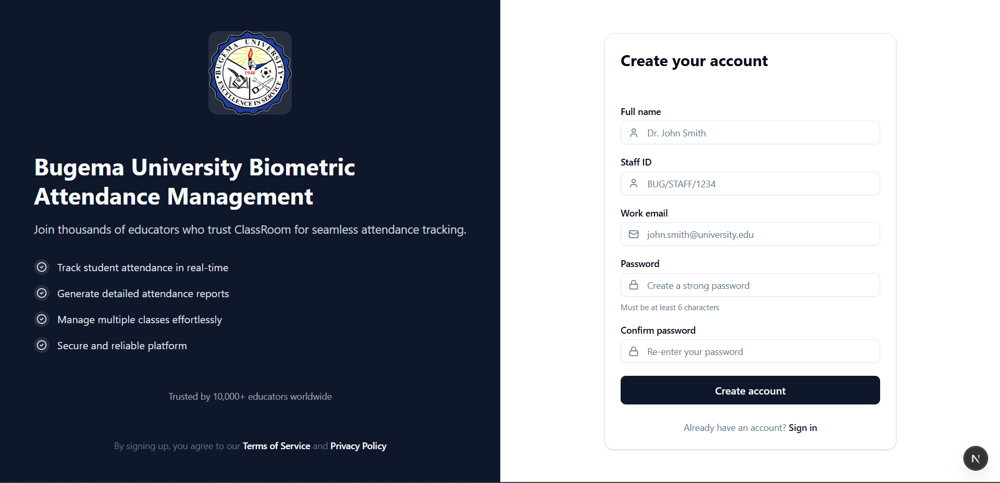 BUGEMA UNIVERSITY
1948
EXCELLENCE IN SERVICE
Bugema University Biometric
Attendance Management
Join thousands of educators who trust ClassRoom for seamless attendance tracking.
Track student attendance in real-time
Generate detailed attendance reports
Manage multiple classes effortlessly
Secure and reliable platform
Trusted by 10,000+ educators worldwide
By signing up, you agree to our Terms of Service and Privacy Policy
Create your account
Full name
Dr. John Smith
Staff ID
BUG/STAFF/1234
Work email
john.smith@university.edu
Password
Create a strong password
Must be at least 6 characters
Confirm password
Re-enter your password
Create account
Already have an account? Sign in
N